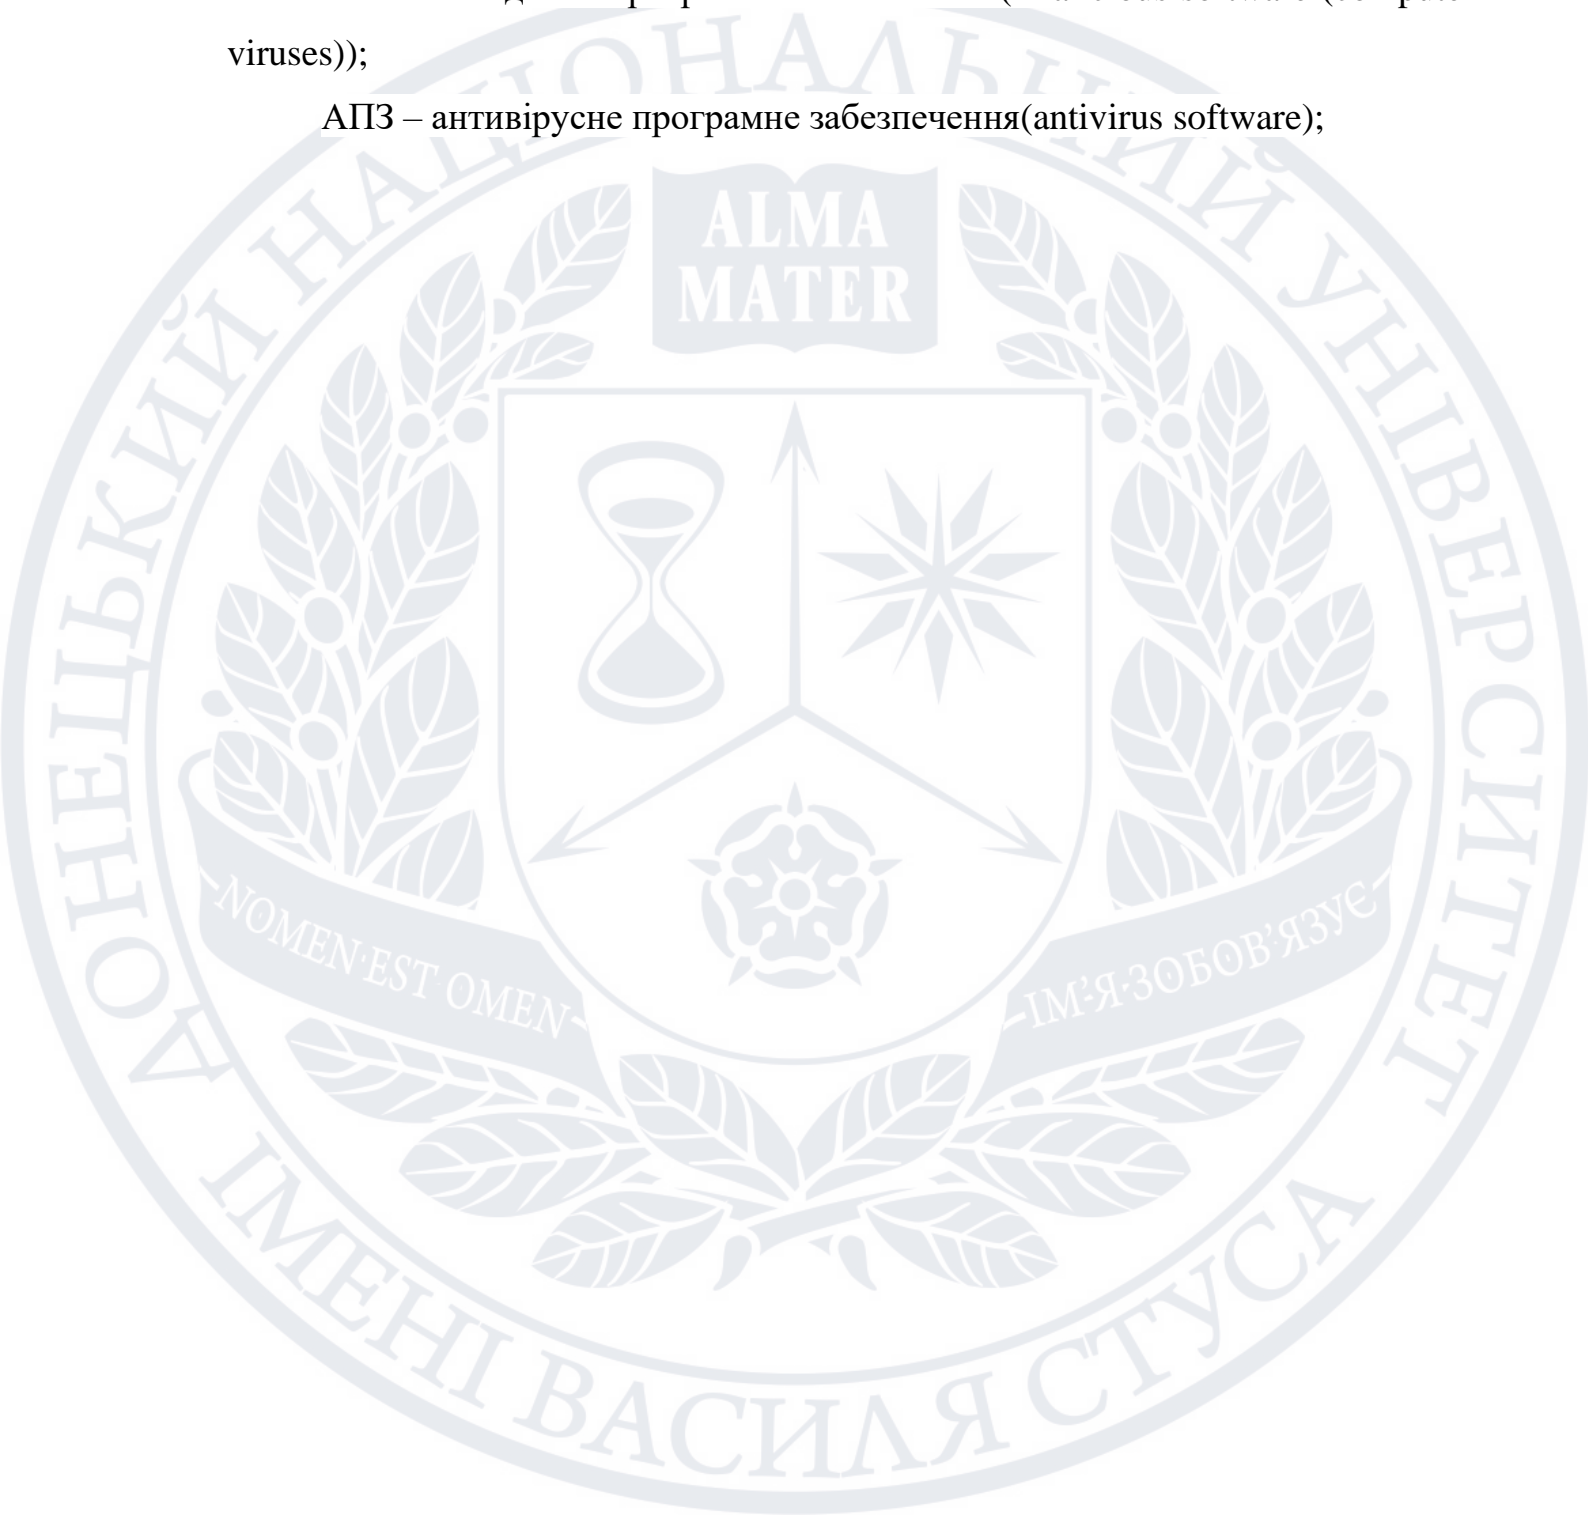 viruses));
АПЗ – антивірусне програмне забезпечення(antivirus software);
ALMA
MATER
ДОНЕЦЬКИЙ НАЦІОНАЛЬНИЙ УНІВЕРСИТЕТ
NOMEN·EST·OMEN
ІМ’Я·ЗОБОВ’ЯЗУЄ
ІМЕНІ ВАСИЛЯ СТУСА